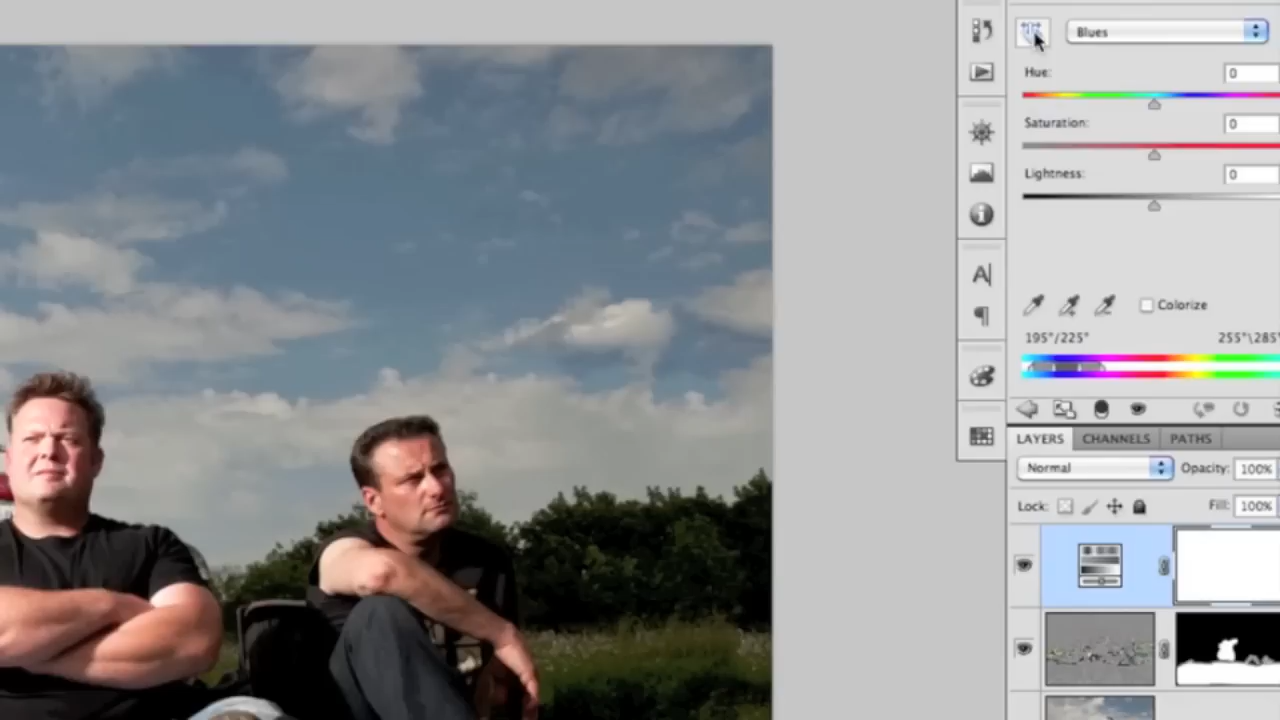 Blues
Hue: 0
Saturation: 0
Lightness: 0
Colorize
195°/225° 255°\285°
LAYERS CHANNELS PATHS
Normal Opacity: 100%
Lock: Fill: 100%